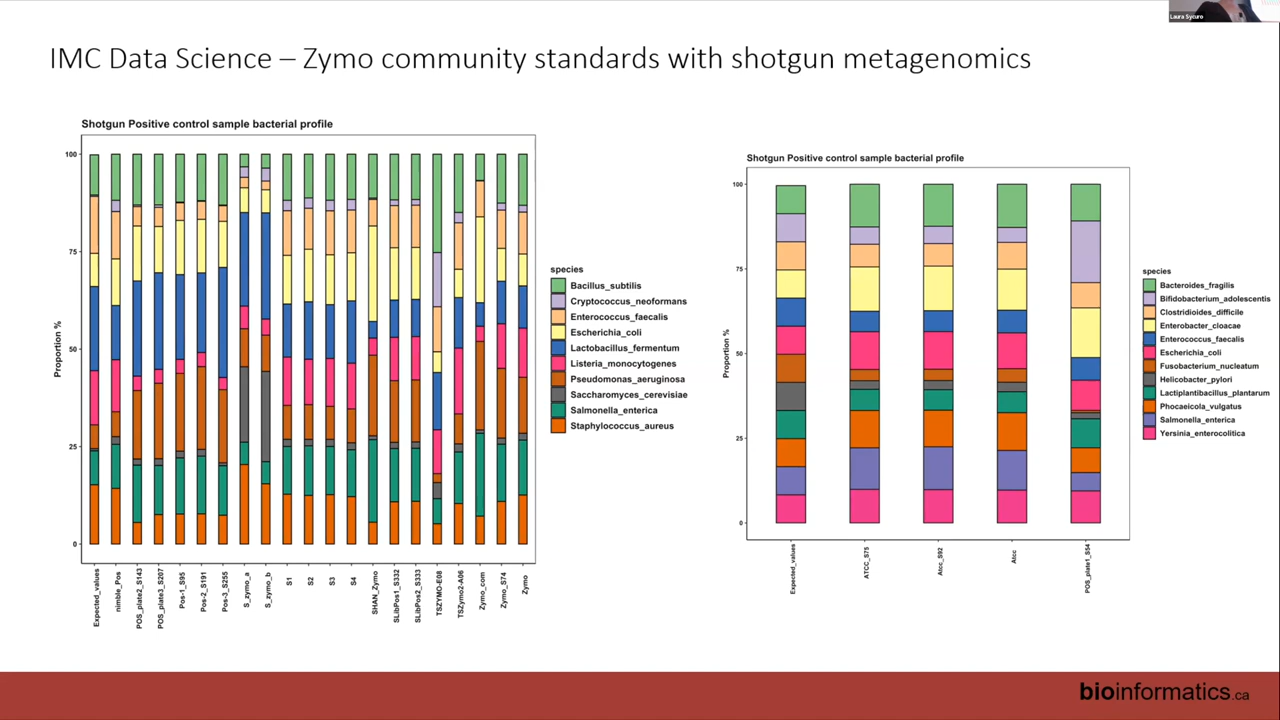 Laura Sycuro
IMC Data Science – Zymo community standards with shotgun metagenomics
Shotgun Positive control sample bacterial profile
Proportion %
100
75
50
25
0
Expected_values
nimble_Pos
POS_plate2_S143
POS_plate3_S207
Pos-1_S95
Pos-2_S191
Pos-3_S255
S_zymo_a
S_zymo_b
S1
S2
S3
S4
SHAN_Zymo
SLibPos1_S332
SLibPos2_S333
TSZYMO-E08
TSZymo2-A06
Zymo_com
Zymo_S74
Zymo
species
Bacillus_subtilis
Cryptococcus_neoformans
Enterococcus_faecalis
Escherichia_coli
Lactobacillus_fermentum
Listeria_monocytogenes
Pseudomonas_aeruginosa
Saccharomyces_cerevisiae
Salmonella_enterica
Staphylococcus_aureus
Shotgun Positive control sample bacterial profile
Proportion %
100
75
50
25
0
Expected_values
ATCC_S75
Atcc_S92
Atcc
POS_plate1_S54
species
Bacteroides_fragilis
Bifidobacterium_adolescentis
Clostridioides_difficile
Enterobacter_cloacae
Enterococcus_faecalis
Escherichia_coli
Fusobacterium_nucleatum
Helicobacter_pylori
Lactiplantibacillus_plantarum
Phocaeicola_vulgatus
Salmonella_enterica
Yersinia_enterocolitica
bioinformatics.ca